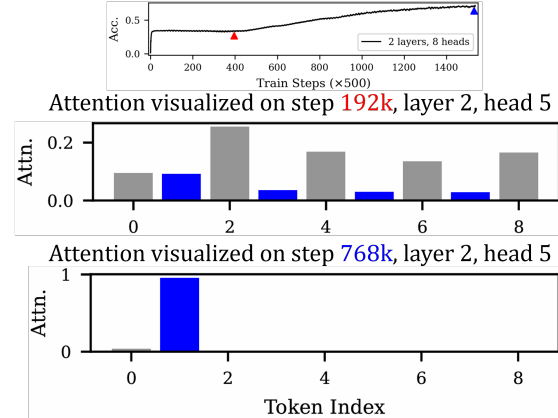 Acc.
0.5
0.0
2 layers, 8 heads
0 200 400 600 800 1000 1200 1400
Train Steps (×500)
Attention visualized on step 192k, layer 2, head 5
Attn.
0.2
0.0
0 2 4 6 8
Attention visualized on step 768k, layer 2, head 5
Attn.
1
0
0 2 4 6 8
Token Index